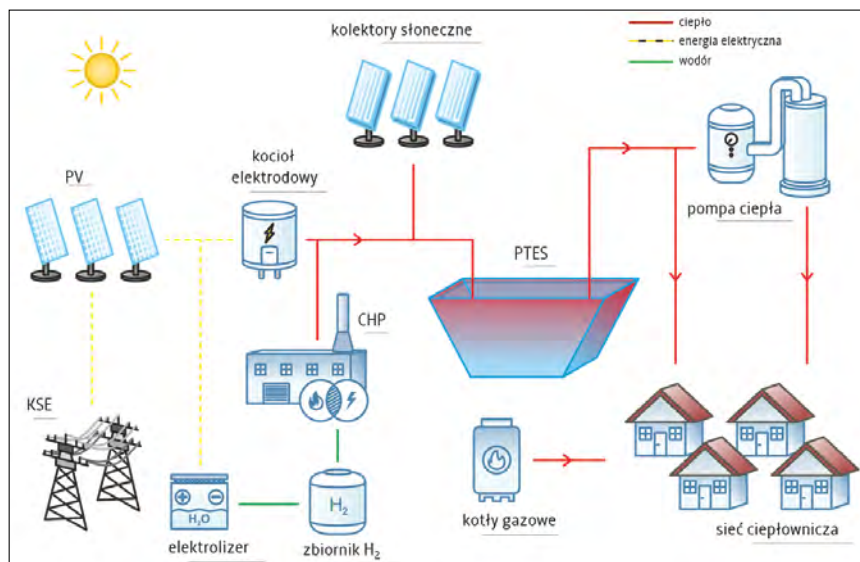 kolektory słoneczne
ciepło
energia elektryczna
wodór
kocioł
elektrodowy
PV
pompa ciepła
PTES
CHP
KSE
H₂O
elektrolizer
H₂
zbiornik H₂
kotły gazowe
sieć ciepłownicza